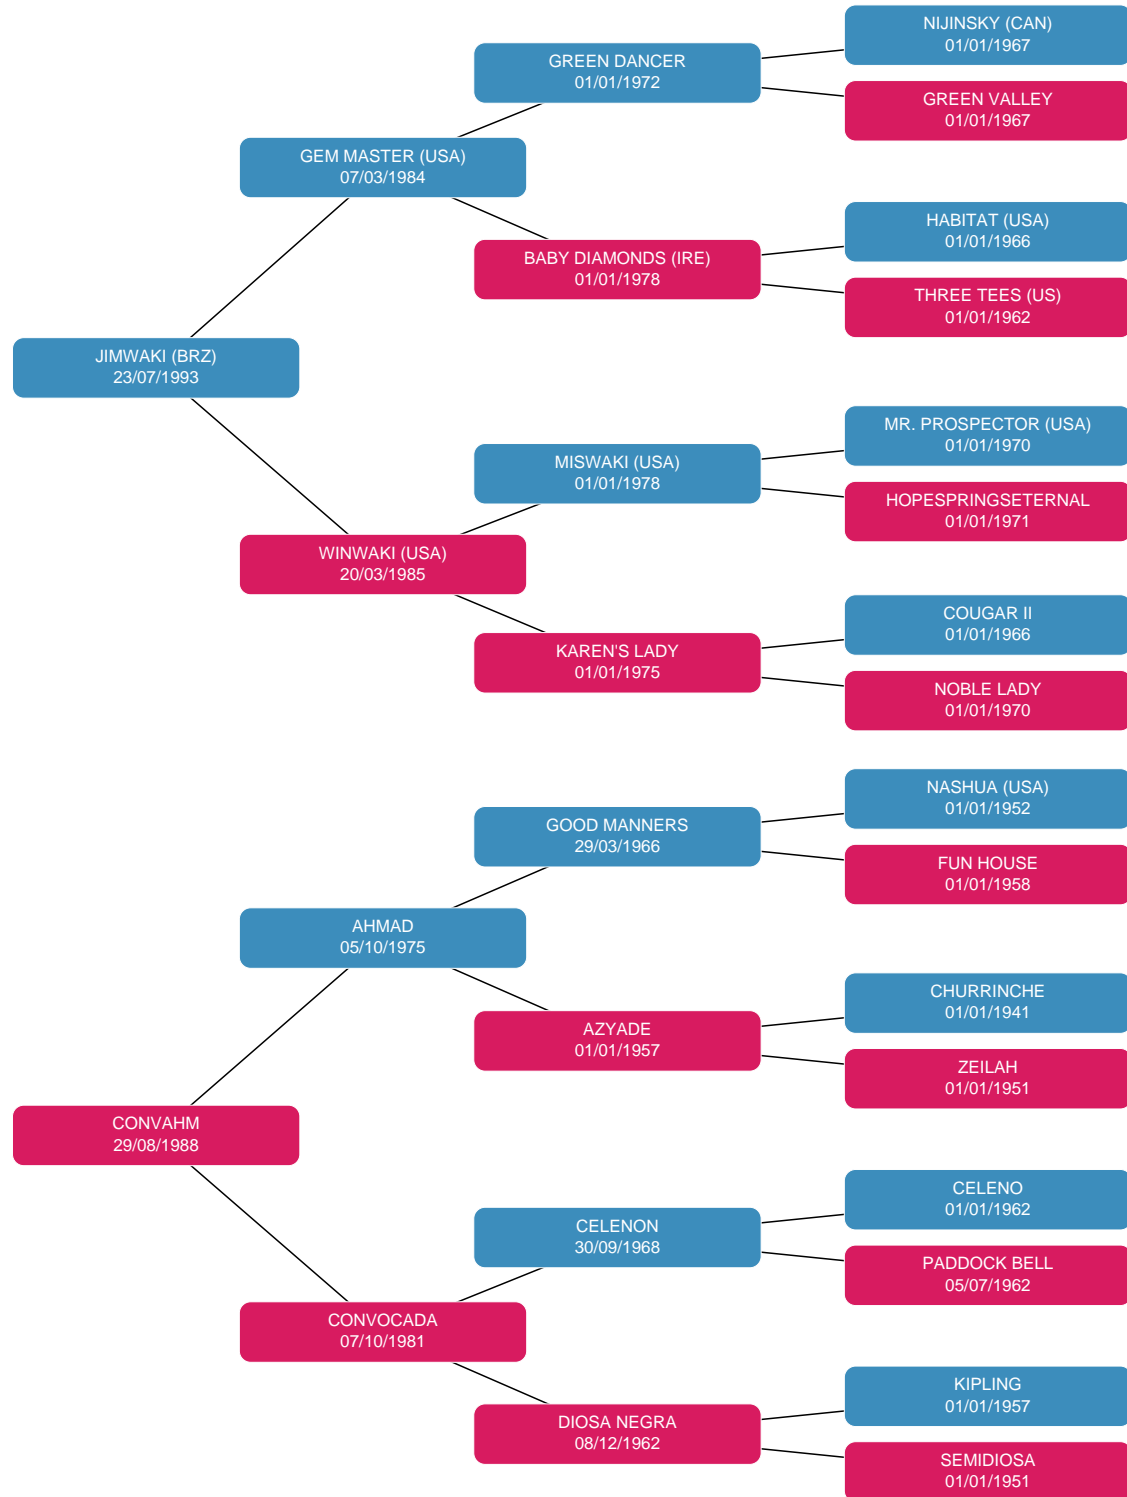 NIJINSKY (CAN)
01/01/1967
GREEN DANCER
01/01/1972
GREEN VALLEY
01/01/1967
GEM MASTER (USA)
07/03/1984
HABITAT (USA)
01/01/1966
BABY DIAMONDS (IRE)
01/01/1978
THREE TEES (US)
01/01/1962
JIMWAKI (BRZ)
23/07/1993
MR. PROSPECTOR (USA)
01/01/1970
MISWAKI (USA)
01/01/1978
HOPESPRINGSETERNAL
01/01/1971
WINWAKI (USA)
20/03/1985
COUGAR II
01/01/1966
KAREN'S LADY
01/01/1975
NOBLE LADY
01/01/1970
NASHUA (USA)
01/01/1952
GOOD MANNERS
29/03/1966
FUN HOUSE
01/01/1958
AHMAD
05/10/1975
CHURRINCHE
01/01/1941
AZYADE
01/01/1957
ZEILAH
01/01/1951
CONVAHM
29/08/1988
CELENO
01/01/1962
CELENON
30/09/1968
PADDOCK BELL
05/07/1962
CONVOCADA
07/10/1981
KIPLING
01/01/1957
DIOSA NEGRA
08/12/1962
SEMIDIOSA
01/01/1951